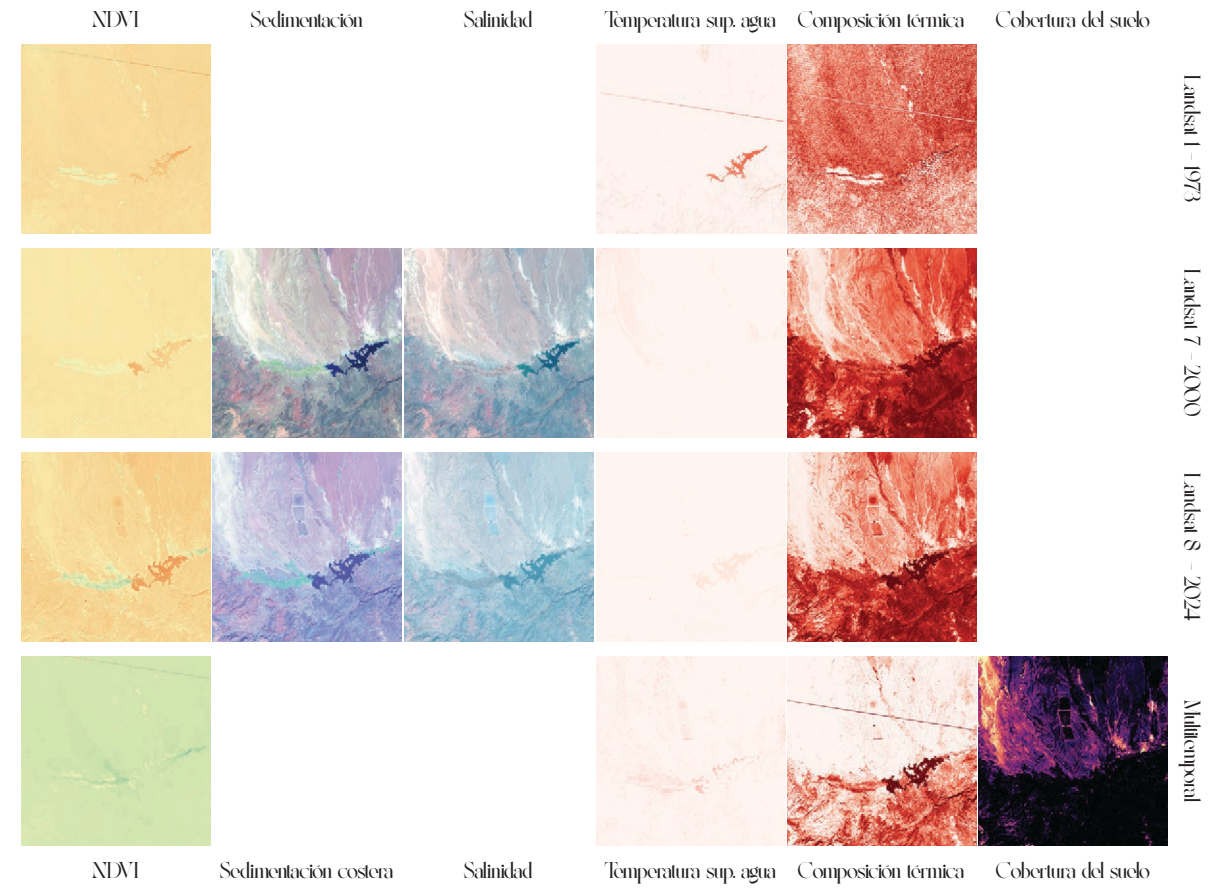 NDVI
Sedimentación
Salinidad
Temperatura sup. agua
Composición térmica
Cobertura del suelo
Landsat 1 – 1973
Landsat 7 – 2000
Landsat 8 – 2024
Multitemporal
NDVI
Sedimentación costera
Salinidad
Temperatura sup. agua
Composición térmica
Cobertura del suelo